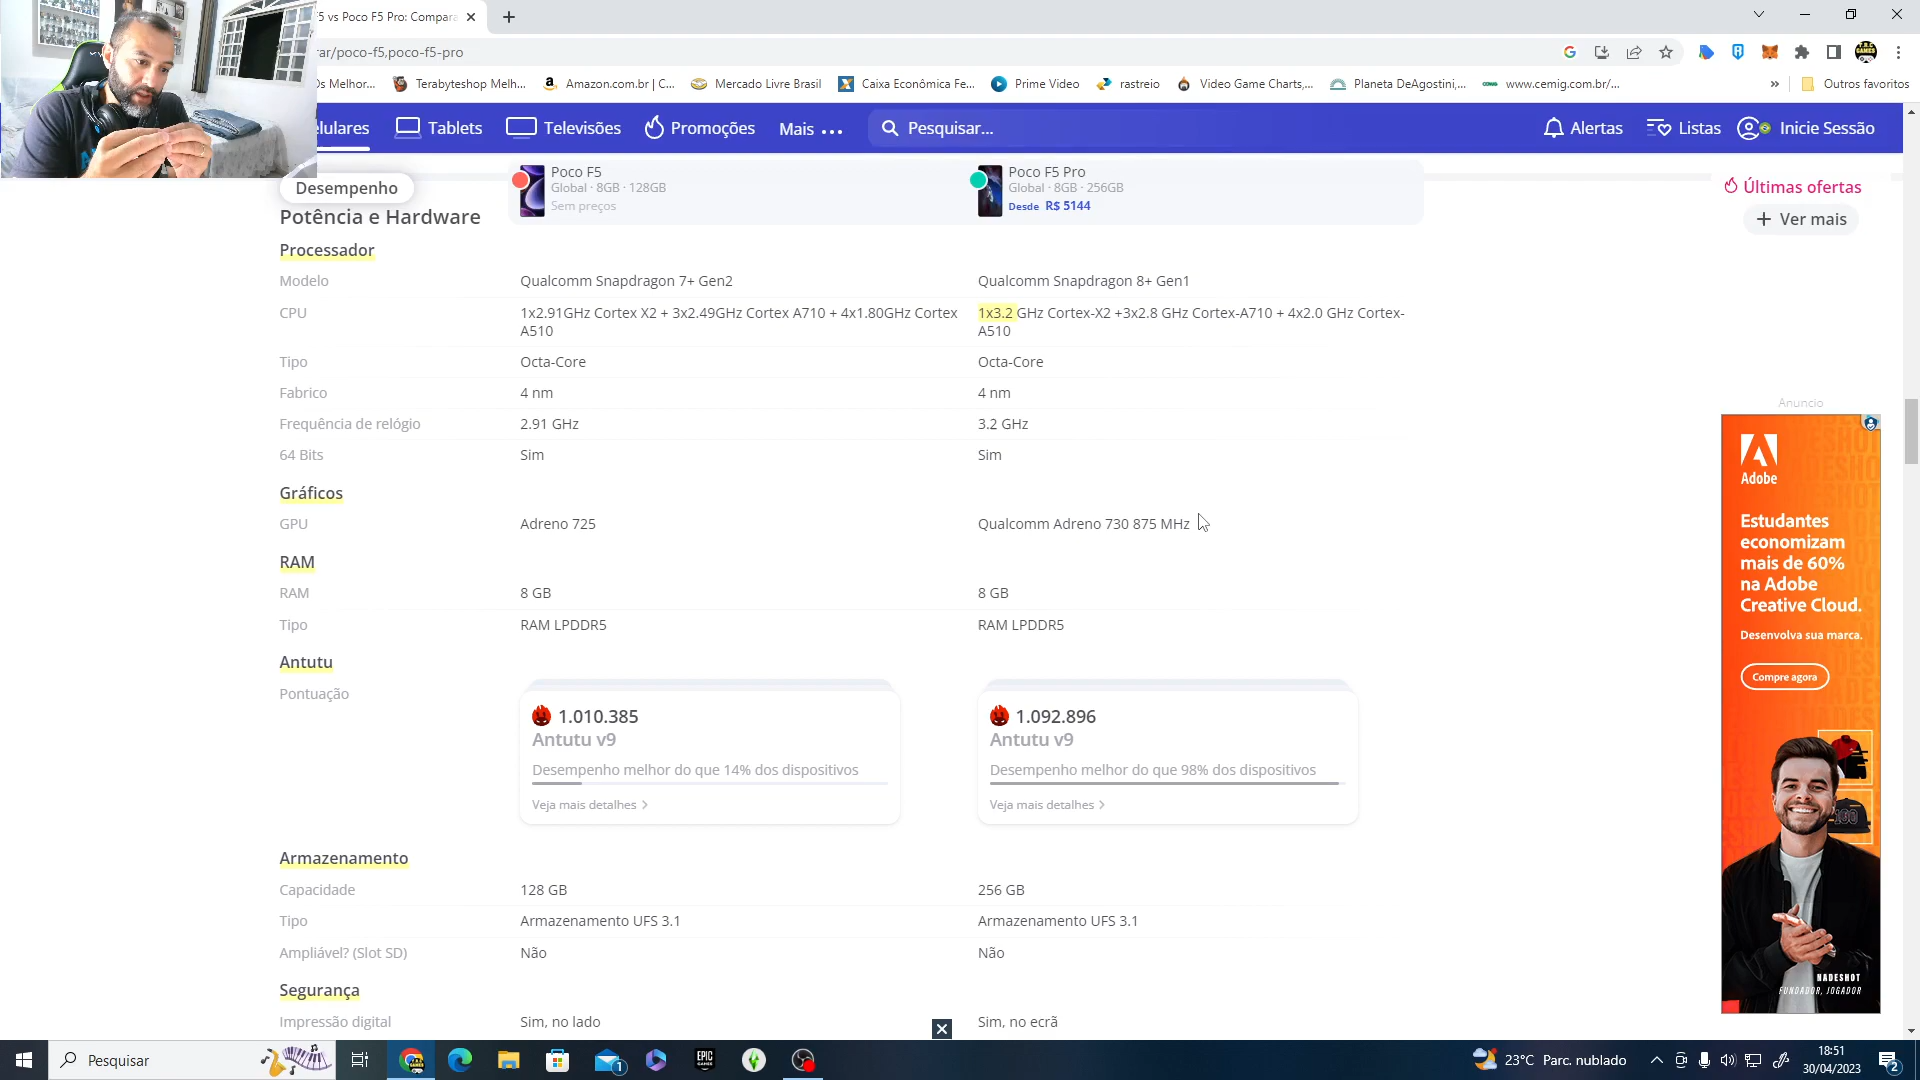 F5 vs Poco F5 Pro: Compara
rar/poco-f5,poco-f5-pro
Os Melhor...
Terabyteshop Melh...
Amazon.com.br | C...
Mercado Livre Brasil
Caixa Econômica Fe...
Prime Video
rastreio
Video Game Charts,...
Planeta DeAgostini,...
www.cemig.com.br/...
»
Outros favoritos
elulares
Tablets
Televisões
Promoções
Mais
Pesquisar...
Alertas
Listas
Inicie Sessão
Desempenho
Poco F5
Global · 8GB · 128GB
Sem preços
Poco F5 Pro
Global · 8GB · 256GB
Desde R$ 5144
Últimas ofertas
+ Ver mais
Potência e Hardware
Processador
Modelo
Qualcomm Snapdragon 7+ Gen2
Qualcomm Snapdragon 8+ Gen1
CPU
1x2.91GHz Cortex X2 + 3x2.49GHz Cortex A710 + 4x1.80GHz Cortex
A510
1x3.2 GHz Cortex-X2 +3x2.8 GHz Cortex-A710 + 4x2.0 GHz Cortex-
A510
Tipo
Octa-Core
Octa-Core
Fabrico
4 nm
4 nm
Frequência de relógio
2.91 GHz
3.2 GHz
64 Bits
Sim
Sim
Gráficos
GPU
Adreno 725
Qualcomm Adreno 730 875 MHz
RAM
RAM
8 GB
8 GB
Tipo
RAM LPDDR5
RAM LPDDR5
Antutu
Pontuação
1.010.385
Antutu v9
Desempenho melhor do que 14% dos dispositivos
Veja mais detalhes >
1.092.896
Antutu v9
Desempenho melhor do que 98% dos dispositivos
Veja mais detalhes >
Armazenamento
Capacidade
128 GB
256 GB
Tipo
Armazenamento UFS 3.1
Armazenamento UFS 3.1
Ampliável? (Slot SD)
Não
Não
Segurança
Impressão digital
Sim, no lado
Sim, no ecrã
Anuncio
Adobe
Estudantes
economizam
mais de 60%
na Adobe
Creative Cloud.
Desenvolva sua marca.
Compre agora
NADESHOT
FUNDADOR, JOGADOR
Pesquisar
EPIC
GAMES
1
23°C Parc. nublado
18:51
30/04/2023
2